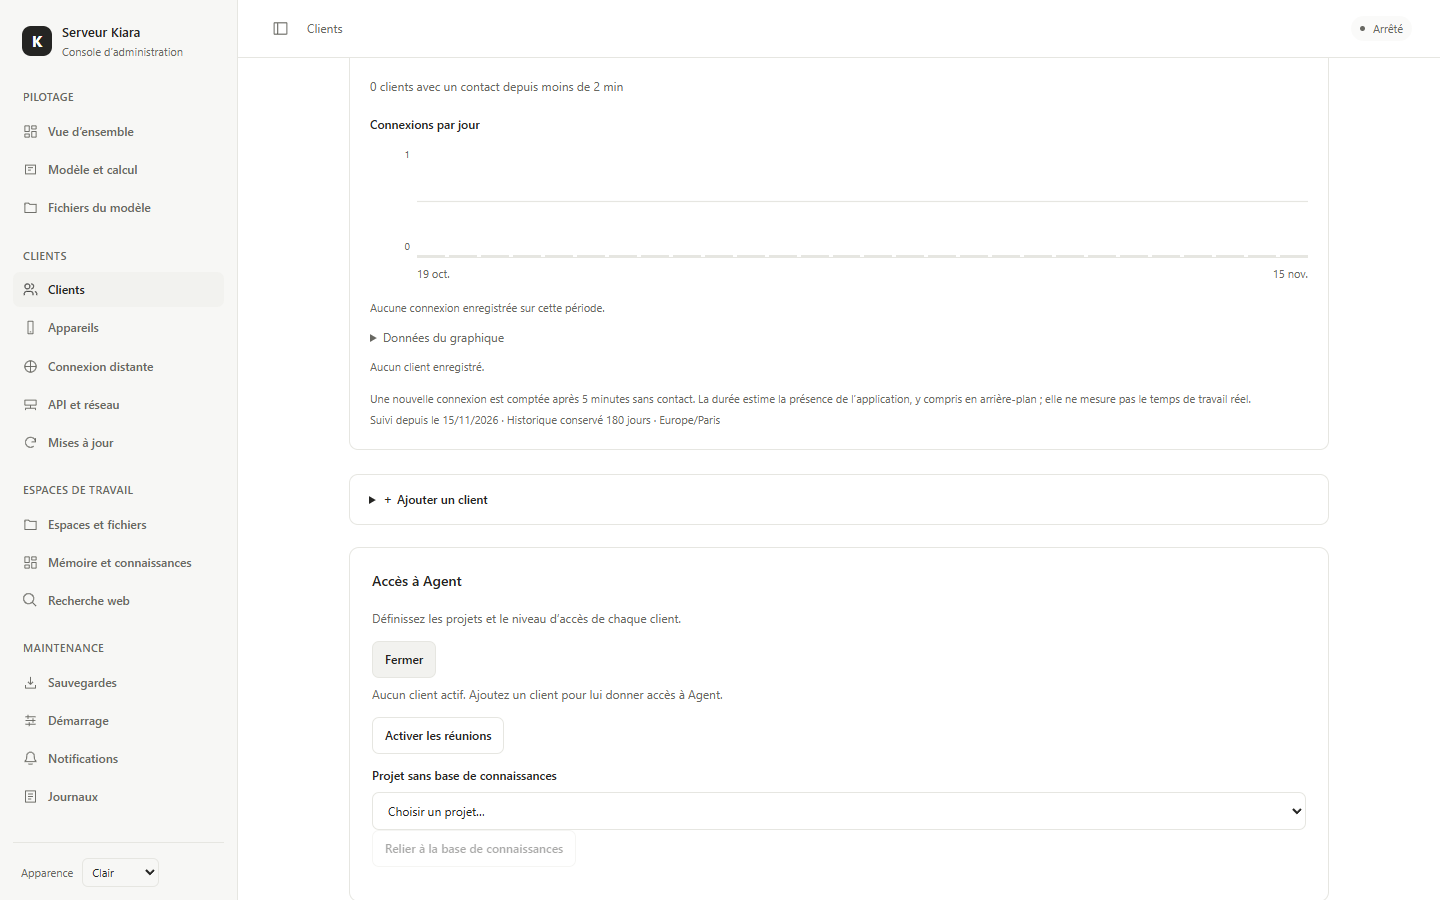 K
Serveur Kiara
Console d'administration
PILOTAGE
Vue d'ensemble
Modèle et calcul
Fichiers du modèle
CLIENTS
Clients
Appareils
Connexion distante
API et réseau
Mises à jour
ESPACES DE TRAVAIL
Espaces et fichiers
Mémoire et connaissances
Recherche web
MAINTENANCE
Sauvegardes
Démarrage
Notifications
Journaux
Apparence
Clair
Clients
Arrêté
0 clients avec un contact depuis moins de 2 min
Connexions par jour
1
0
19 oct.
15 nov.
Aucune connexion enregistrée sur cette période.
Données du graphique
Aucun client enregistré.
Une nouvelle connexion est comptée après 5 minutes sans contact. La durée estime la présence de l'application, y compris en arrière-plan ; elle ne mesure pas le temps de travail réel.
Suivi depuis le 15/11/2026 · Historique conservé 180 jours · Europe/Paris
+ Ajouter un client
Accès à Agent
Définissez les projets et le niveau d'accès de chaque client.
Fermer
Aucun client actif. Ajoutez un client pour lui donner accès à Agent.
Activer les réunions
Projet sans base de connaissances
Choisir un projet...
Relier à la base de connaissances